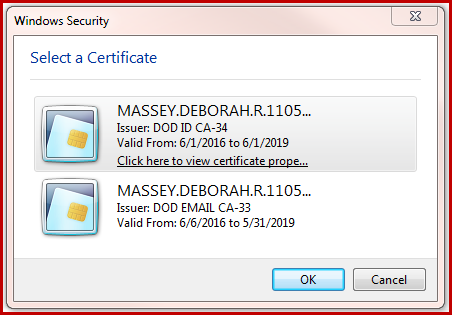 Windows Security
Select a Certificate
MASSEY.DEBORAH.R.1105...
Issuer: DOD ID CA-34
Valid From: 6/1/2016 to 6/1/2019
Click here to view certificate prope...
MASSEY.DEBORAH.R.1105...
Issuer: DOD EMAIL CA-33
Valid From: 6/6/2016 to 5/31/2019
OK
Cancel